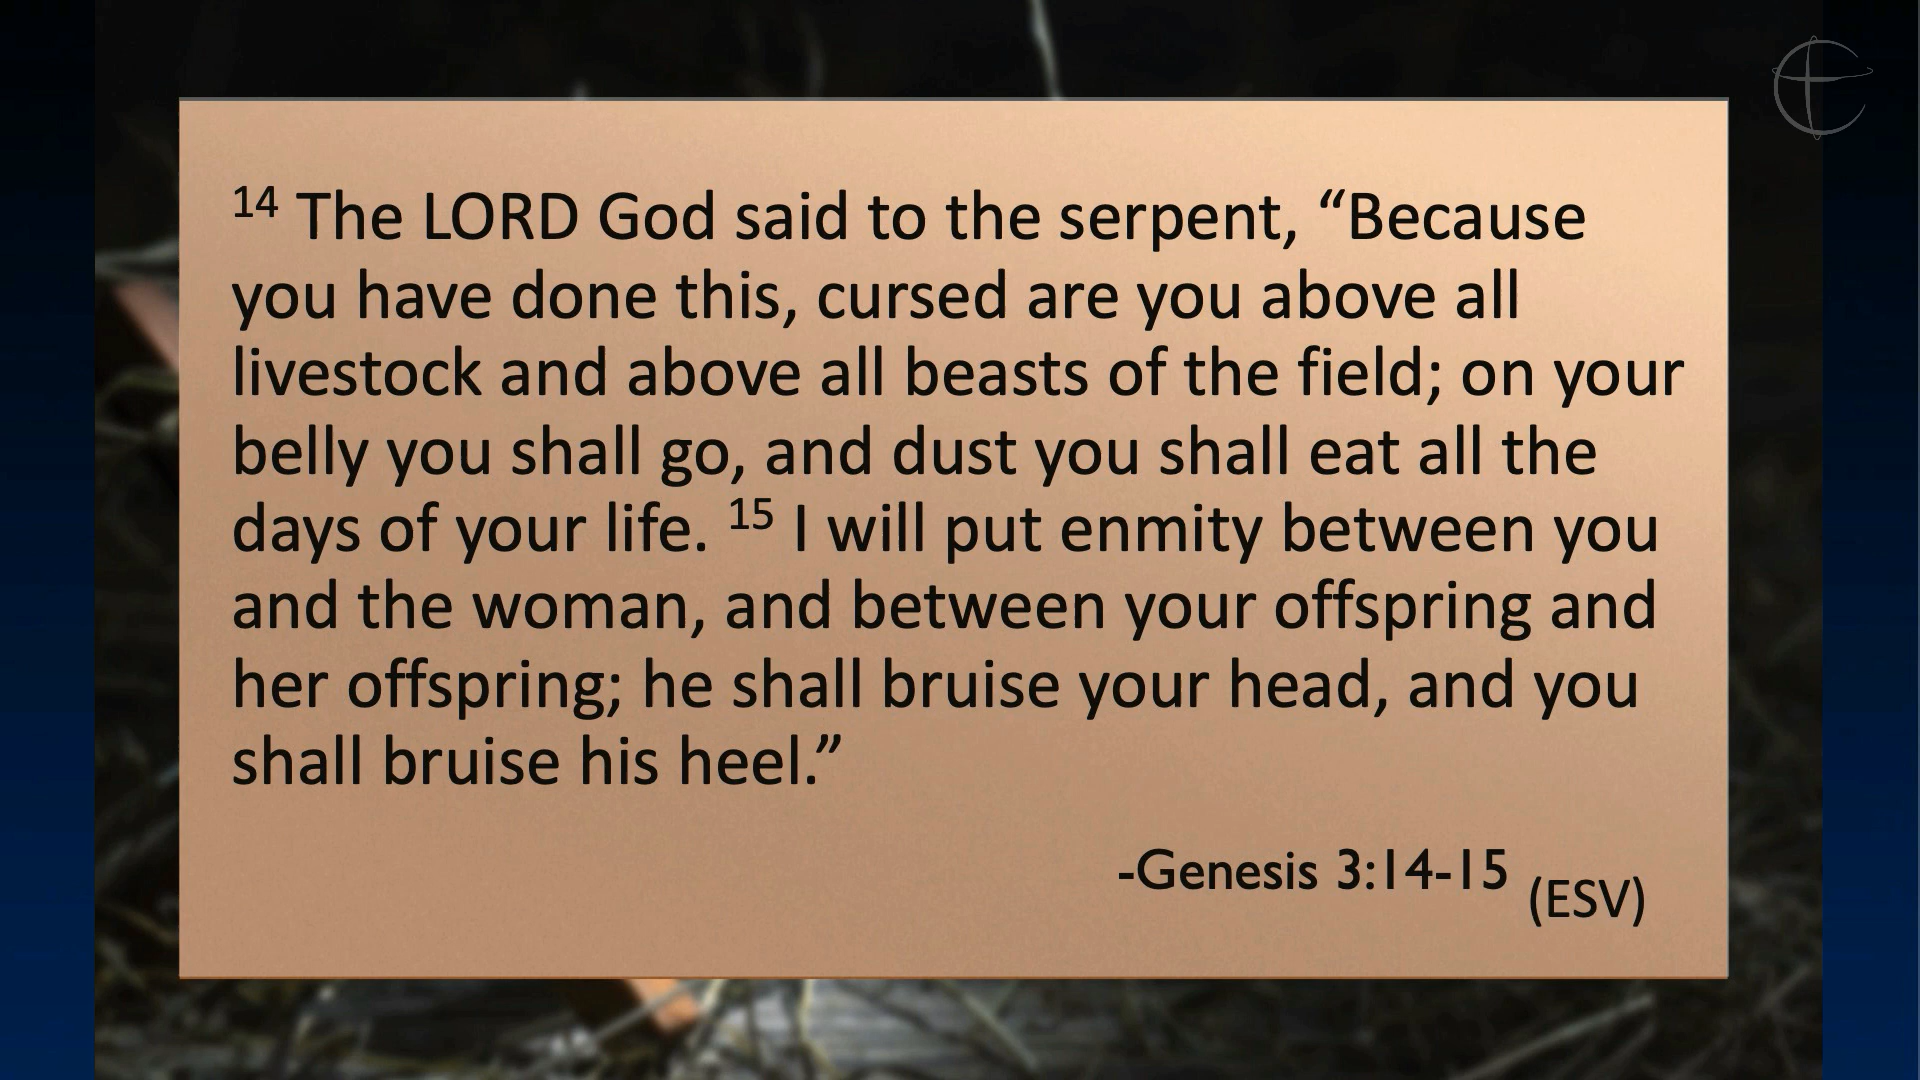 14 The LORD God said to the serpent, “Because
you have done this, cursed are you above all
livestock and above all beasts of the field; on your
belly you shall go, and dust you shall eat all the
days of your life. 15 I will put enmity between you
and the woman, and between your offspring and
her offspring; he shall bruise your head, and you
shall bruise his heel.”
-Genesis 3:14-15 (ESV)